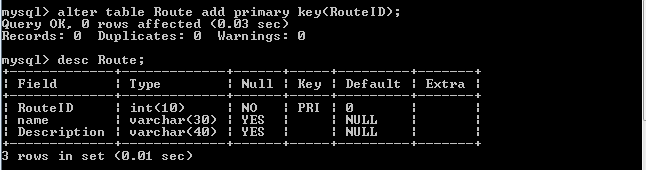 mysql> alter table Route add primary key(RouteID);
Query OK, 0 rows affected (0.03 sec)
Records: 0  Duplicates: 0  Warnings: 0
mysql> desc Route;
+-------------+-------------+------+-----+---------+-------+
| Field       | Type        | Null | Key | Default | Extra |
+-------------+-------------+------+-----+---------+-------+
| RouteID     | int(10)     | NO   | PRI | 0       |       |
| name        | varchar(30) | YES  |     | NULL    |       |
| Description | varchar(40) | YES  |     | NULL    |       |
+-------------+-------------+------+-----+---------+-------+
3 rows in set (0.01 sec)